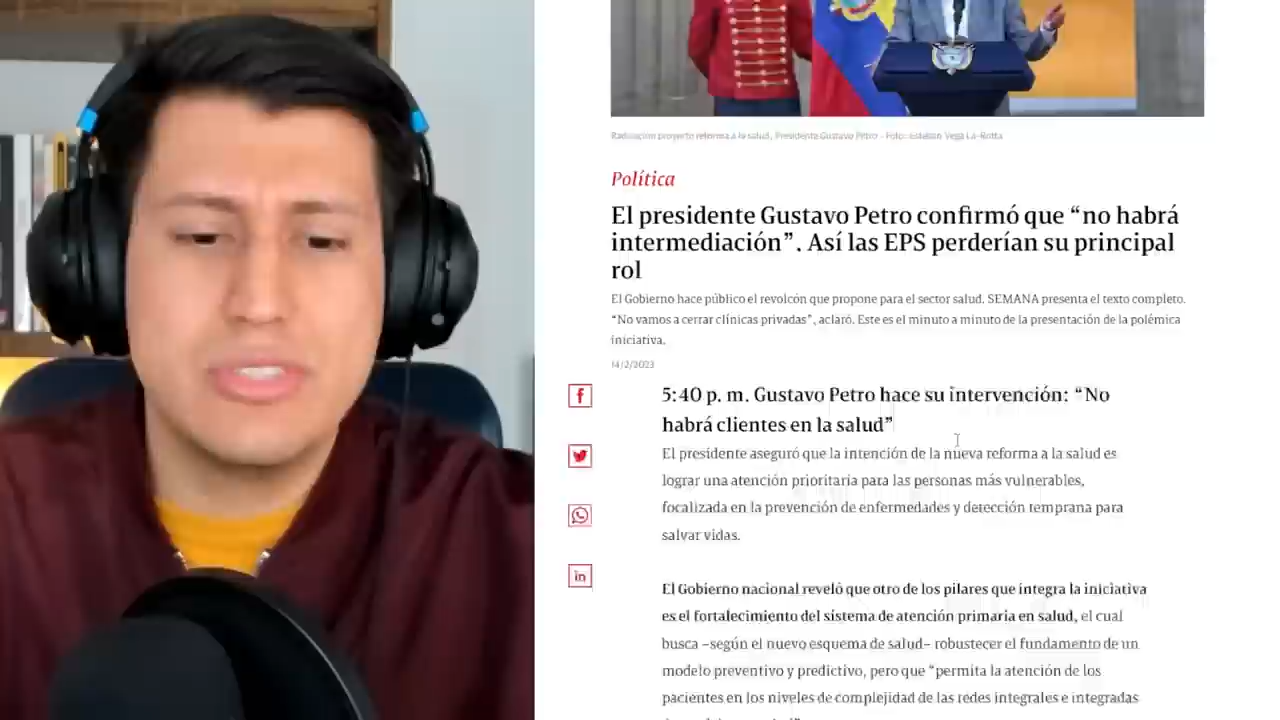 Radicación proyecto reforma a la salud, Presidente Gustavo Petro - Foto: Esteban Vega La-Rotta
Política
El presidente Gustavo Petro confirmó que “no habrá
intermediación”. Así las EPS perderían su principal
rol
El Gobierno hace público el revolcón que propone para el sector salud. SEMANA presenta el texto completo.
“No vamos a cerrar clínicas privadas”, aclaró. Este es el minuto a minuto de la presentación de la polémica
iniciativa.
14/2/2023
5:40 p. m. Gustavo Petro hace su intervención: “No
habrá clientes en la salud”
El presidente aseguró que la intención de la nueva reforma a la salud es
lograr una atención prioritaria para las personas más vulnerables,
focalizada en la prevención de enfermedades y detección temprana para
salvar vidas.
El Gobierno nacional reveló que otro de los pilares que integra la iniciativa
es el fortalecimiento del sistema de atención primaria en salud, el cual
busca –según el nuevo esquema de salud– robustecer el fundamento de un
modelo preventivo y predictivo, pero que “permita la atención de los
pacientes en los niveles de complejidad de las redes integrales e integradas